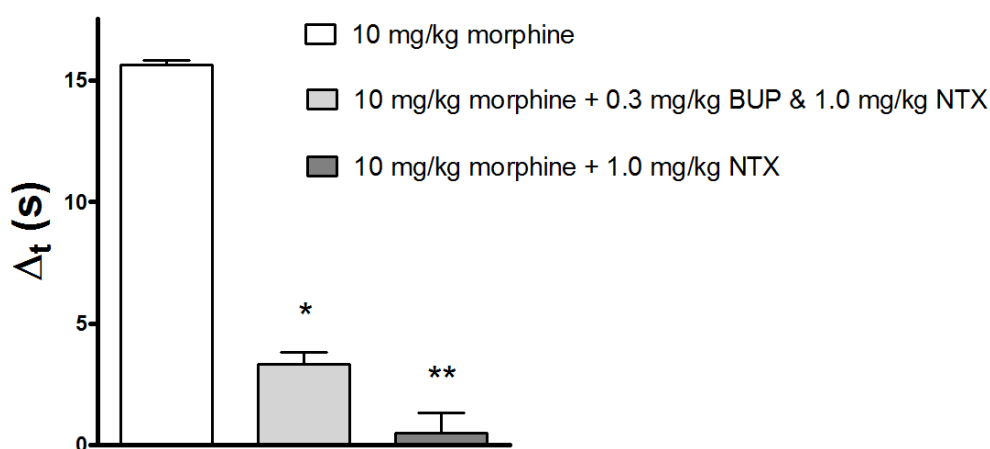 10 mg/kg morphine
10 mg/kg morphine + 0.3 mg/kg BUP & 1.0 mg/kg NTX
10 mg/kg morphine + 1.0 mg/kg NTX
Δt (s)
15
10
5
0
*
**